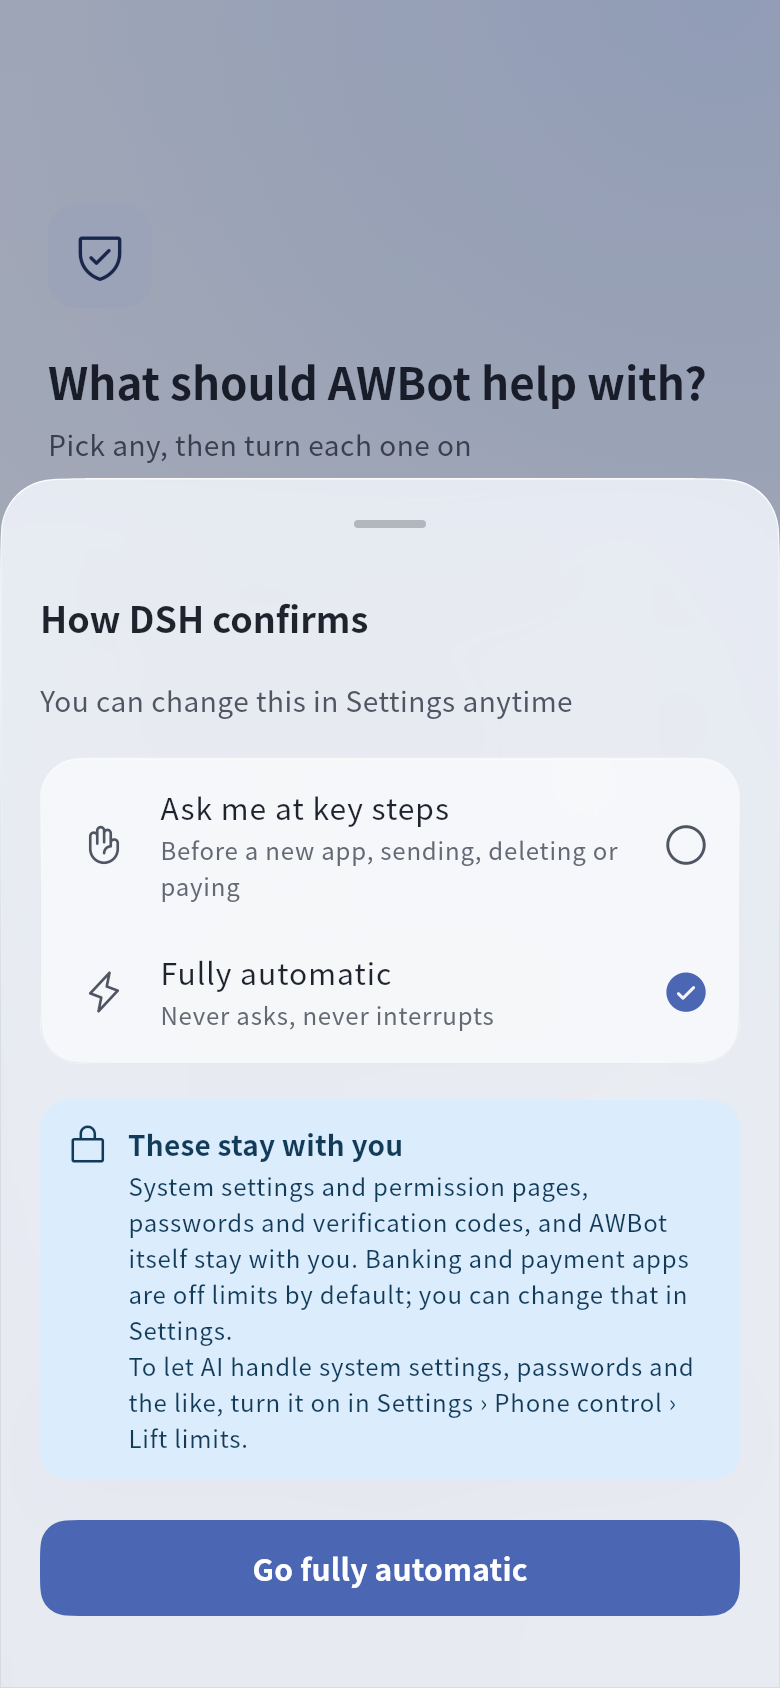 What should AWBot help with?
Pick any, then turn each one on
How DSH confirms
You can change this in Settings anytime
Ask me at key steps
Before a new app, sending, deleting or
paying
Fully automatic
Never asks, never interrupts
These stay with you
System settings and permission pages,
passwords and verification codes, and AWBot
itself stay with you. Banking and payment apps
are off limits by default; you can change that in
Settings.
To let AI handle system settings, passwords and
the like, turn it on in Settings › Phone control ›
Lift limits.
Go fully automatic